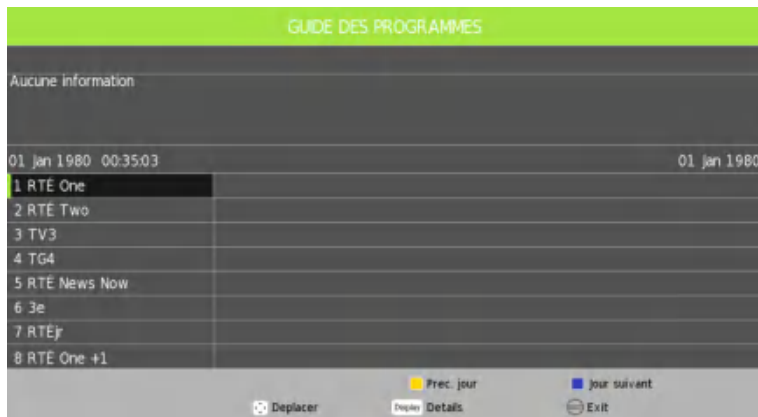 GUIDE DES PROGRAMMES
Aucune information
01 Jan 1980 00:35:03 01 Jan 1980
1 RTÉ One
2 RTÉ Two
3 TV3
4 TG4
5 RTÉ News Now
6 3e
7 RTÉjr
8 RTÉ One +1
Prec. jour Jour suivant
Deplacer Display Details Exit